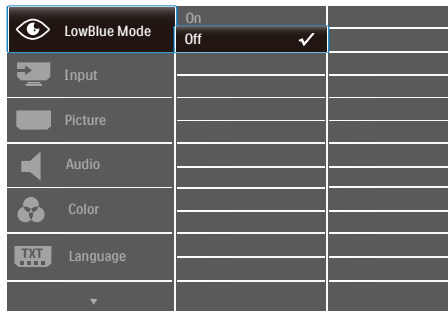 LowBlue Mode
On
Off
Input
Picture
Audio
Color
TXT
Language